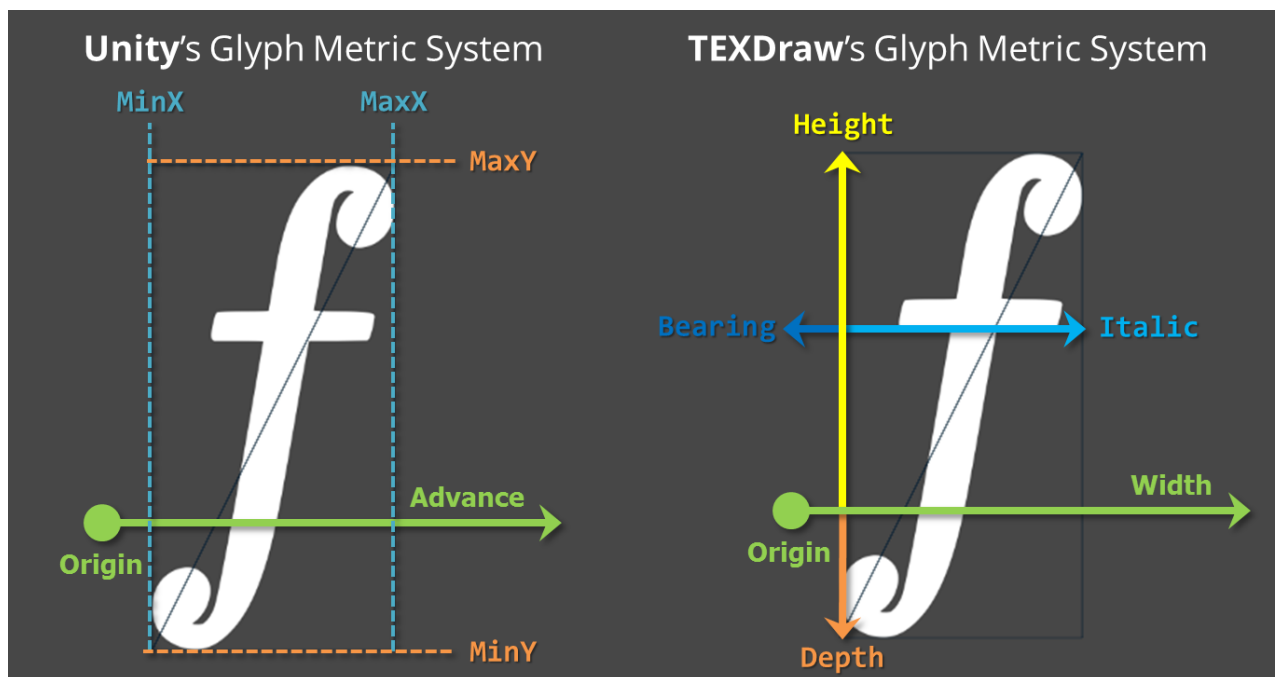 Unity's Glyph Metric System
MinX
MaxX
MaxY
Advance
Origin
MinY
TEXDraw's Glyph Metric System
Height
Bearing
Italic
Width
Origin
Depth